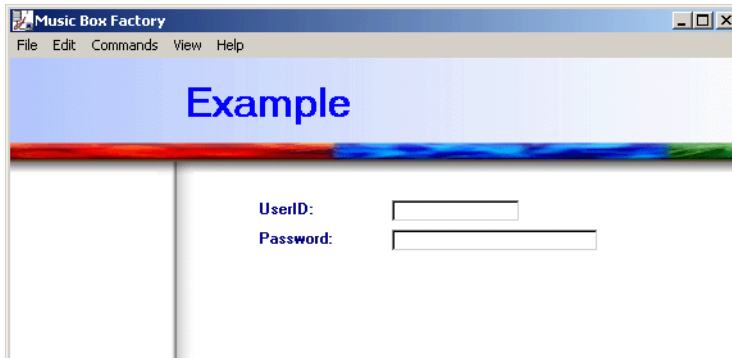 Music Box Factory
File Edit Commands View Help
Example
UserID:
Password: